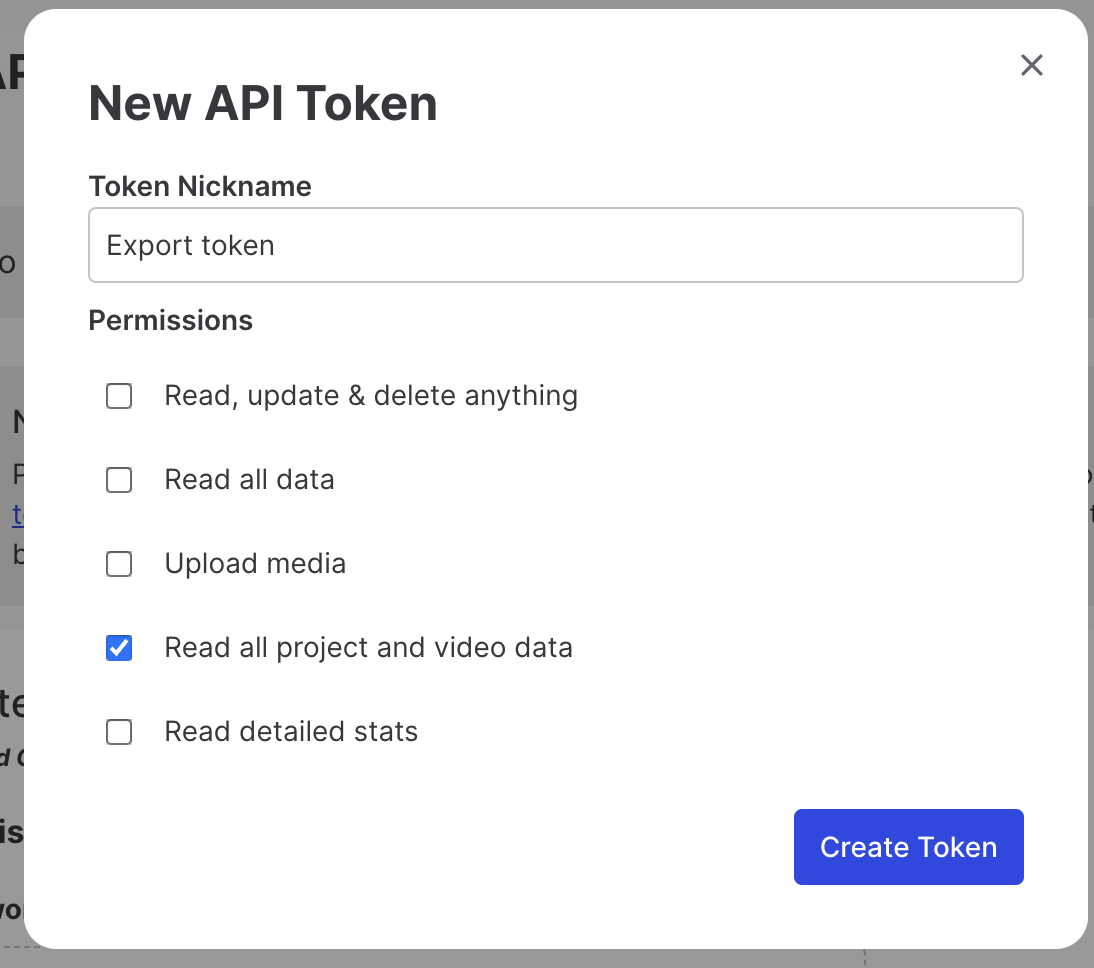 New API Token
Token Nickname
Export token
Permissions
Read, update & delete anything
Read all data
Upload media
Read all project and video data
Read detailed stats
Create Token